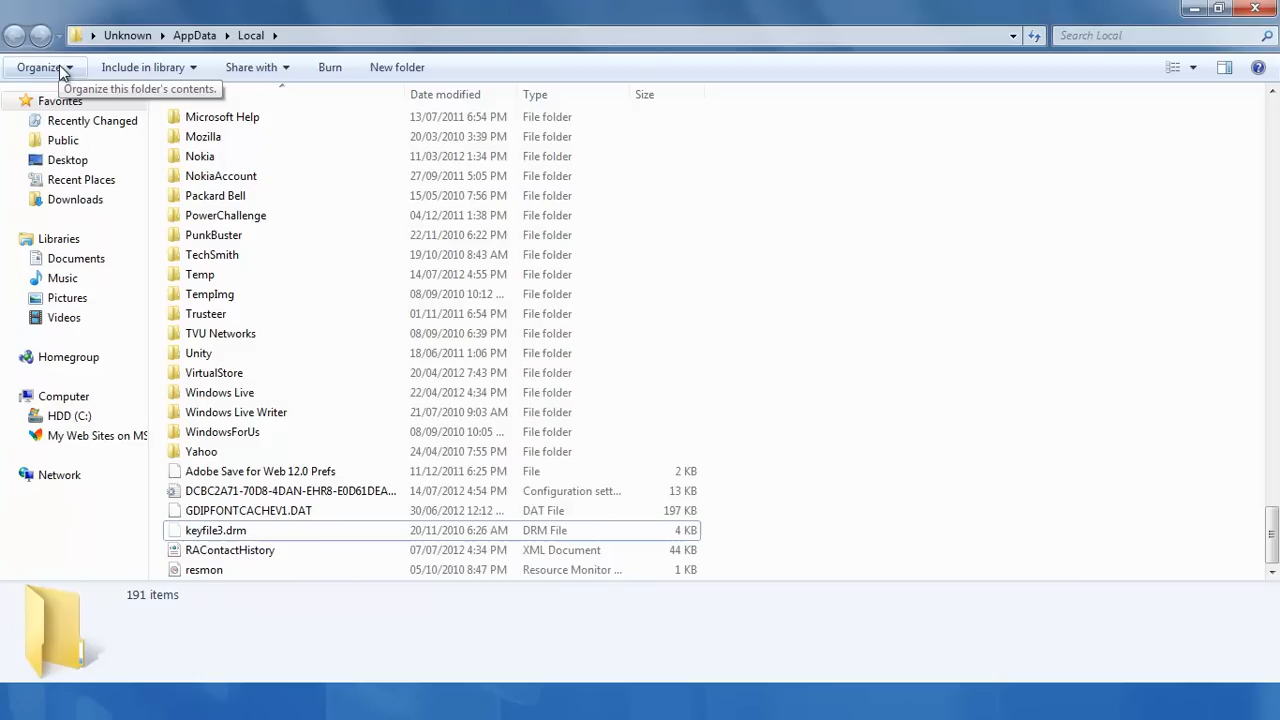 Unknown AppData Local Search Local
Organize Include in library Share with Burn New folder
Organize this folder's contents.
Favorites
Recently Changed
Public
Desktop
Recent Places
Downloads
Libraries
Documents
Music
Pictures
Videos
Homegroup
Computer
HDD (C:)
My Web Sites on MS
Network
Date modified Type Size
Microsoft Help 13/07/2011 6:54 PM File folder
Mozilla 20/03/2010 3:39 PM File folder
Nokia 11/03/2012 1:34 PM File folder
NokiaAccount 27/09/2011 5:05 PM File folder
Packard Bell 15/05/2010 7:56 PM File folder
PowerChallenge 04/12/2011 1:38 PM File folder
PunkBuster 22/11/2010 6:22 PM File folder
TechSmith 19/10/2010 8:43 AM File folder
Temp 14/07/2012 4:55 PM File folder
TempImg 08/09/2010 10:12 ... File folder
Trusteer 01/11/2011 6:54 PM File folder
TVU Networks 08/09/2010 6:39 PM File folder
Unity 18/06/2011 1:06 PM File folder
VirtualStore 20/04/2012 7:43 PM File folder
Windows Live 22/04/2012 4:34 PM File folder
Windows Live Writer 21/07/2010 9:03 AM File folder
WindowsForUs 08/09/2010 10:05 ... File folder
Yahoo 24/04/2010 7:55 PM File folder
Adobe Save for Web 12.0 Prefs 11/12/2011 6:25 PM File 2 KB
DCBC2A71-70D8-4DAN-EHR8-E0D61DEA... 14/07/2012 4:54 PM Configuration sett... 13 KB
GDIPFONTCACHEV1.DAT 30/06/2012 12:12 ... DAT File 197 KB
keyfile3.drm 20/11/2010 6:26 AM DRM File 4 KB
RAContactHistory 07/07/2012 4:34 PM XML Document 44 KB
resmon 05/10/2010 8:47 PM Resource Monitor ... 1 KB
191 items